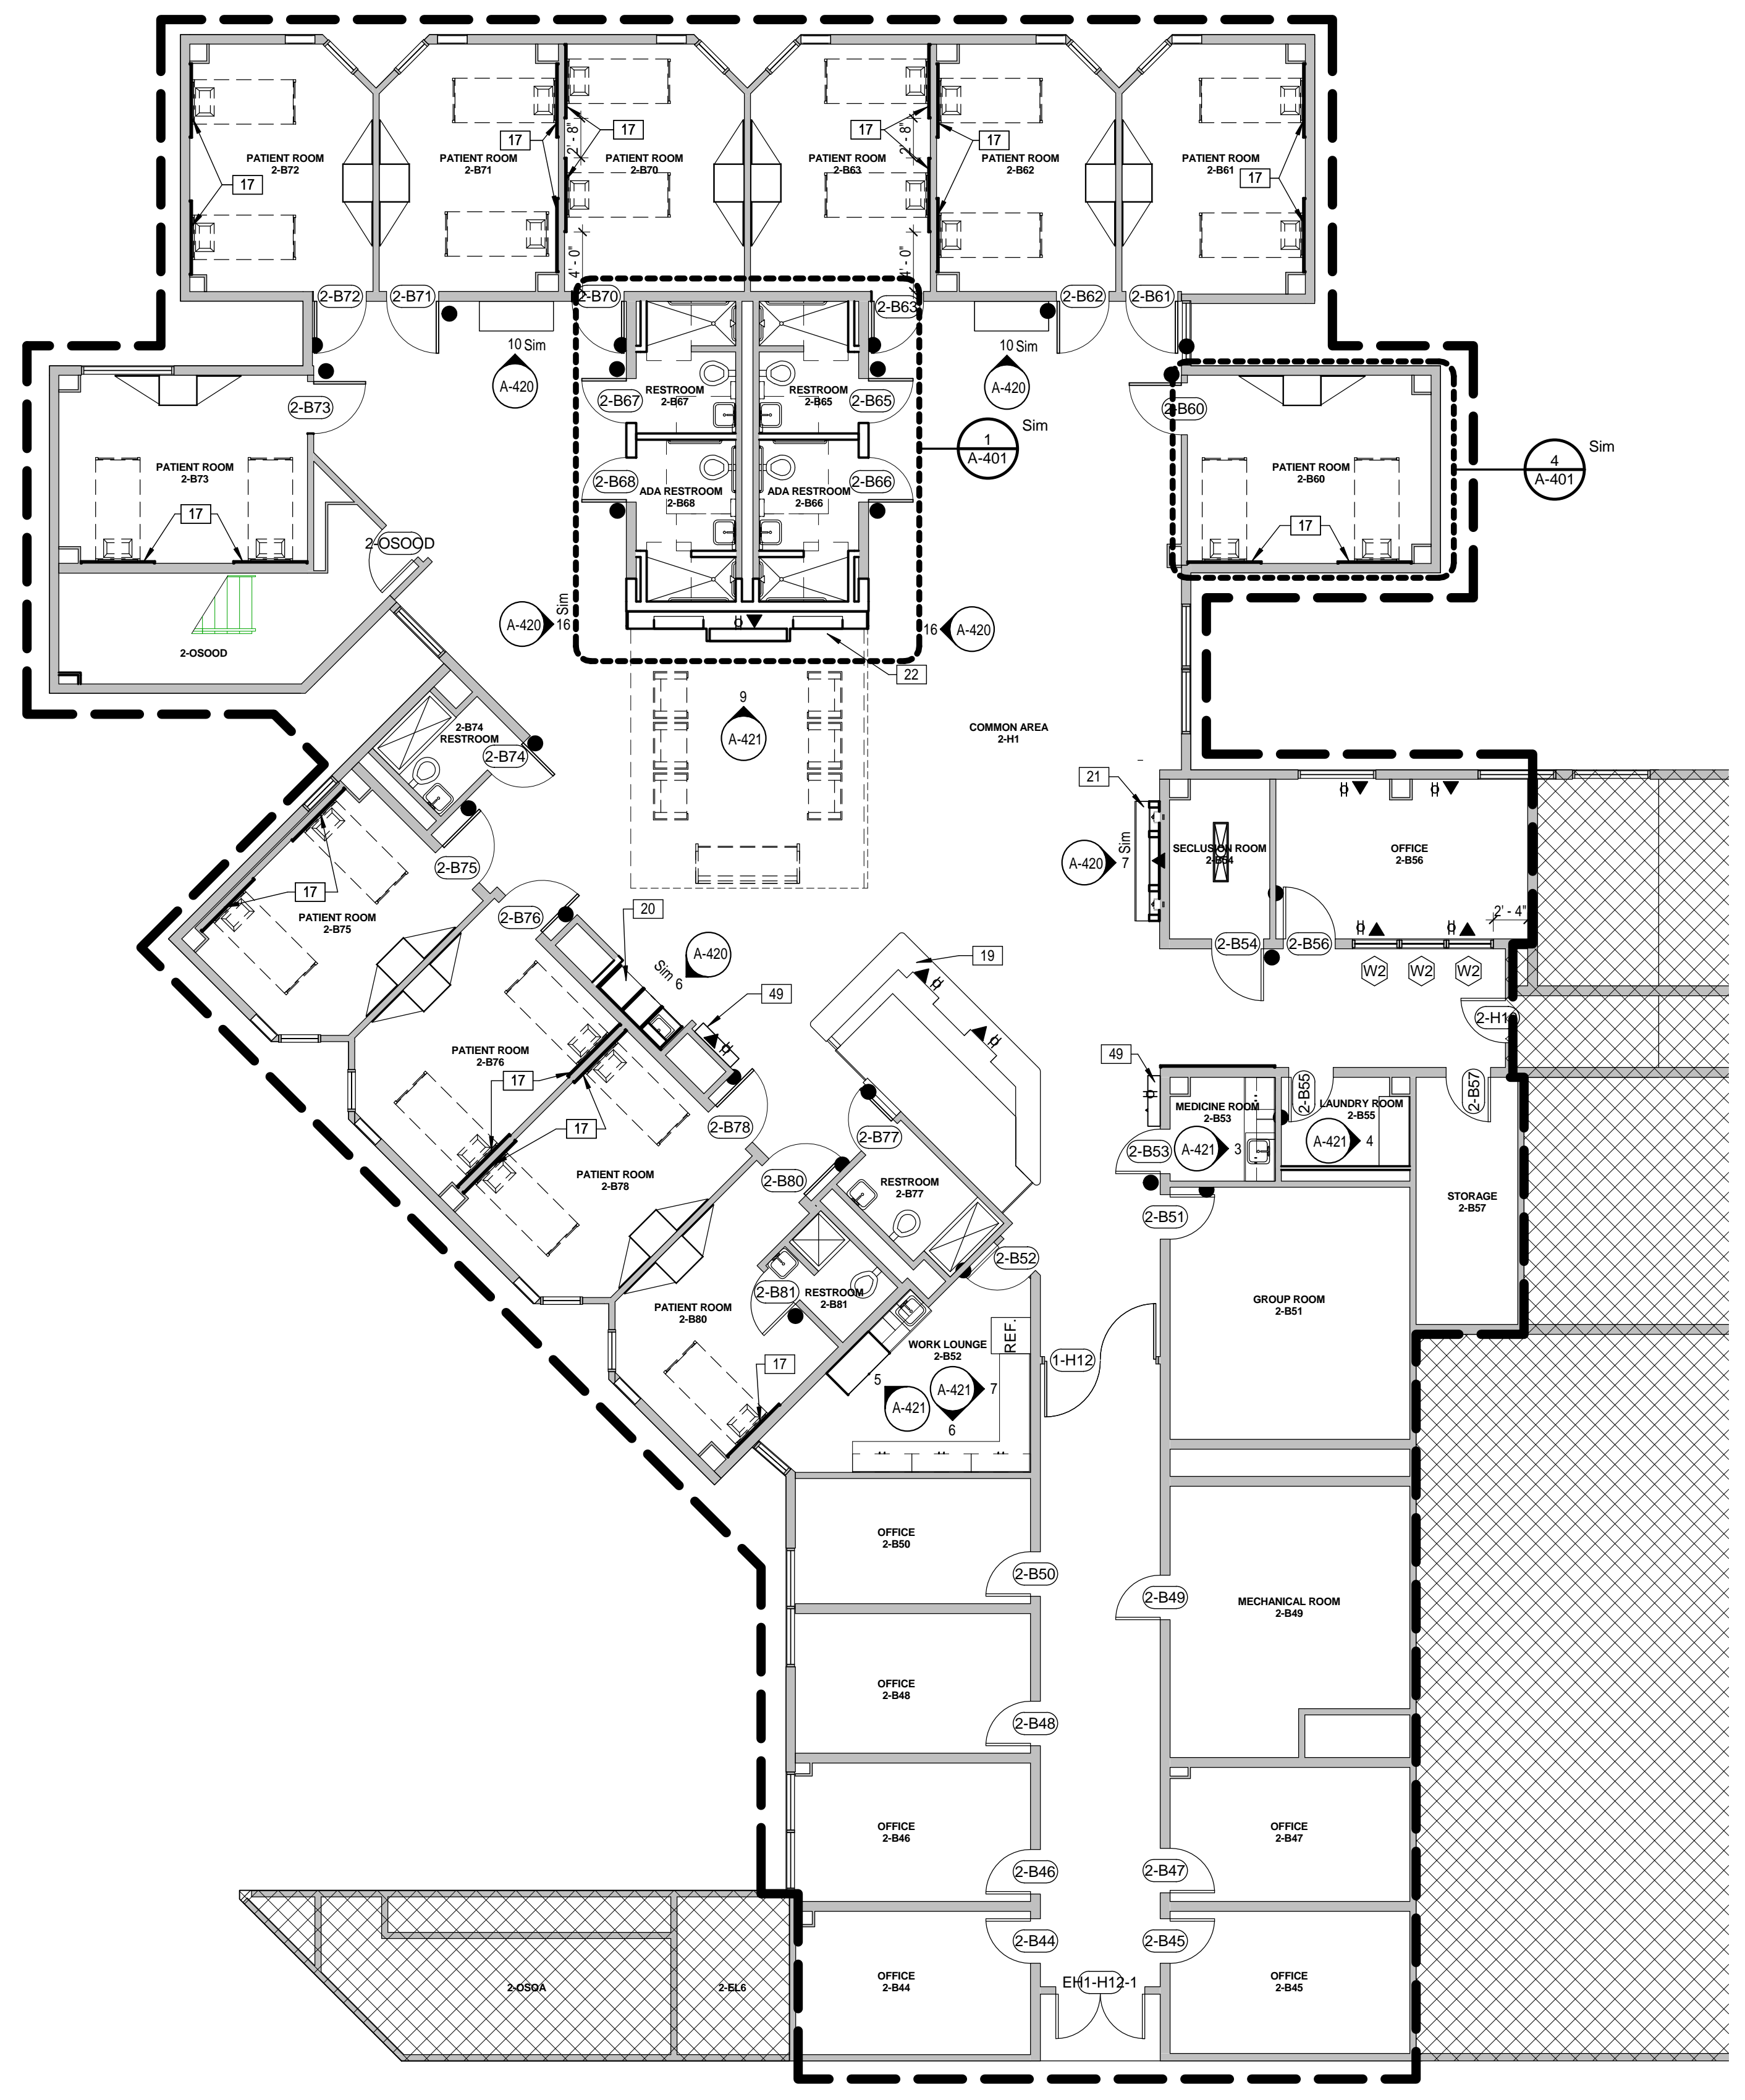 PATIENT ROOM
2-B72
PATIENT ROOM
2-B71
PATIENT ROOM
2-B70
PATIENT ROOM
2-B63
PATIENT ROOM
2-B62
PATIENT ROOM
2-B61
17
17
17
17
17
17
2' - 8"
2' - 8"
4' - 0"
4' - 0"
2-B72
2-B71
2-B70
2-B63
2-B62
2-B61
10 Sim
A-420
10 Sim
A-420
RESTROOM
2-B67
RESTROOM
2-B65
2-B67
2-B65
2-B73
2-B60
1
A-401
Sim
4
A-401
Sim
PATIENT ROOM
2-B73
17
PATIENT ROOM
2-B60
17
2-B68
2-B66
ADA RESTROOM
2-B68
ADA RESTROOM
2-B66
2-OSOOD
2-OSOOD
A-420
16
Sim
16
A-420
22
9
A-421
COMMON AREA
2-H1
2-B74
RESTROOM
2-B74
21
A-420
7
Sim
SECLUSION ROOM
2-B54
OFFICE
2-B56
2' - 4"
2-B75
17
PATIENT ROOM
2-B75
2-B76
20
Sim
6
A-420
49
19
2-B54
2-B56
W2
W2
W2
2-H1
PATIENT ROOM
2-B76
17
17
2-B78
2-B77
49
MEDICINE ROOM
2-B53
2-B55
LAUNDRY ROOM
2-B55
2-B57
2-B53
A-421
3
A-421
4
PATIENT ROOM
2-B78
2-B80
RESTROOM
2-B77
STORAGE
2-B57
2-B51
2-B52
2-B81
RESTROOM
2-B81
PATIENT ROOM
2-B80
17
GROUP ROOM
2-B51
WORK LOUNGE
2-B52
REF.
1-H12
5
A-421
A-421
7
6
OFFICE
2-B50
2-B50
2-B49
MECHANICAL ROOM
2-B49
OFFICE
2-B48
2-B48
OFFICE
2-B46
2-B46
2-B47
OFFICE
2-B47
2-B44
2-B45
OFFICE
2-B44
OFFICE
2-B45
EH1-H12-1
2-OSQA
2-EL6